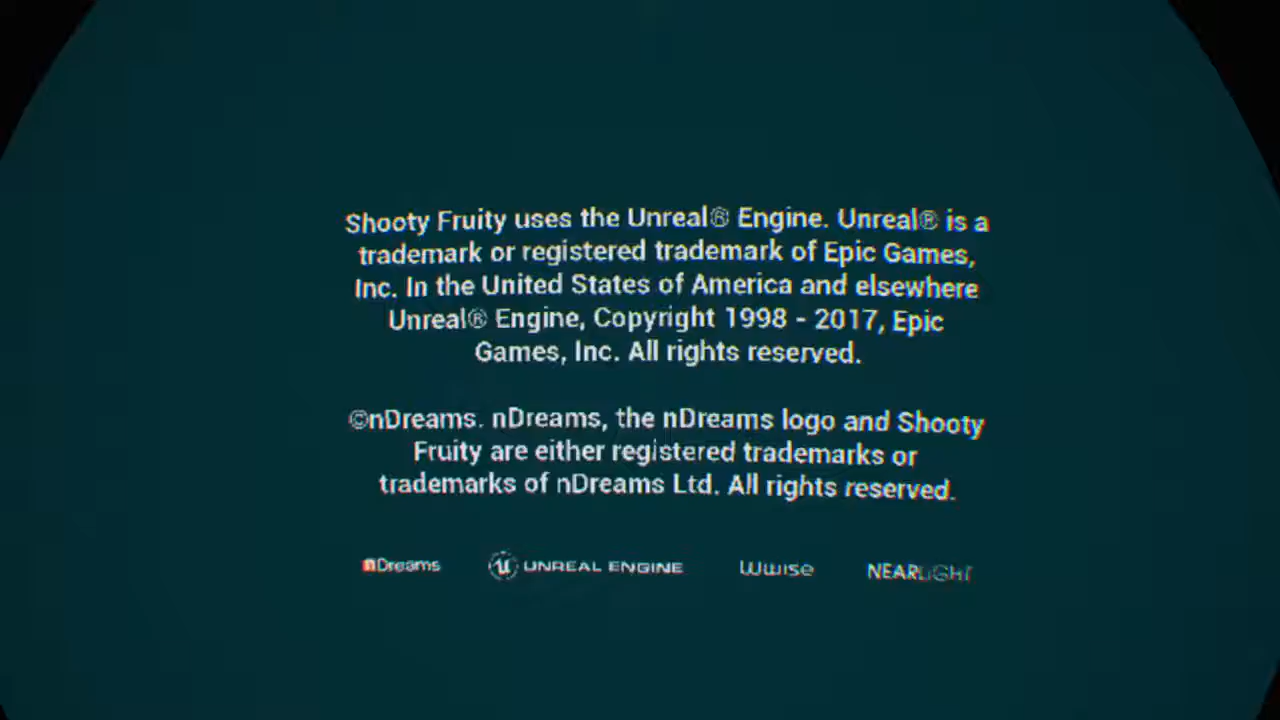 Shooty Fruity uses the Unreal® Engine. Unreal® is a
trademark or registered trademark of Epic Games,
Inc. In the United States of America and elsewhere
Unreal® Engine, Copyright 1998 - 2017, Epic
Games, Inc. All rights reserved.
©nDreams. nDreams, the nDreams logo and Shooty
Fruity are either registered trademarks or
trademarks of nDreams Ltd. All rights reserved.
nDreams UNREAL ENGINE Wwise NEARLIGHT